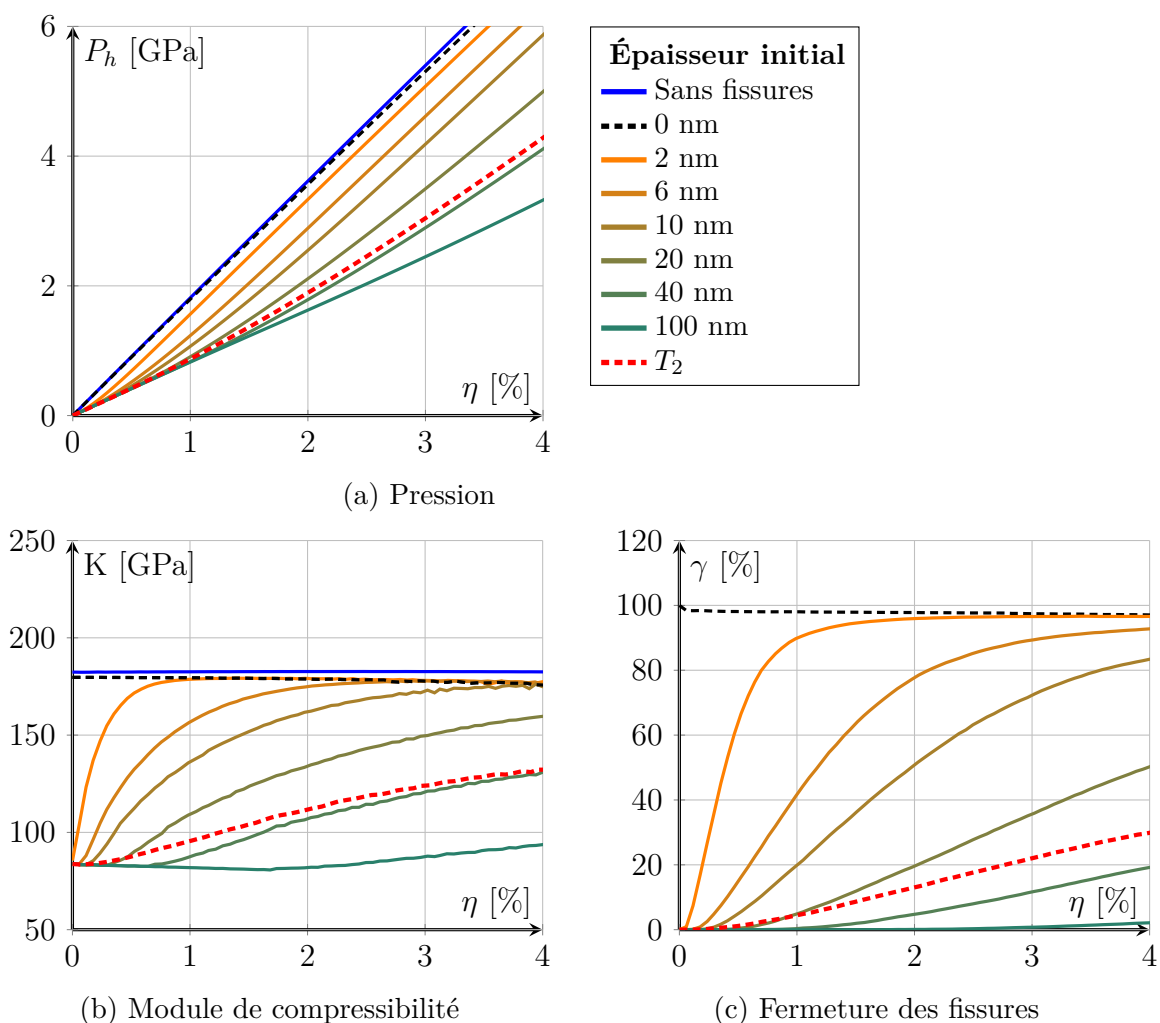 P_h [GPa]
6
4
2
0
0 1 2 3 4
η [%]
(a) Pression
Épaisseur initial
Sans fissures
0 nm
2 nm
6 nm
10 nm
20 nm
40 nm
100 nm
T_2
K [GPa]
250
200
150
100
50
0 1 2 3 4
η [%]
(b) Module de compressibilité
γ [%]
120
100
80
60
40
20
0
0 1 2 3 4
η [%]
(c) Fermeture des fissures